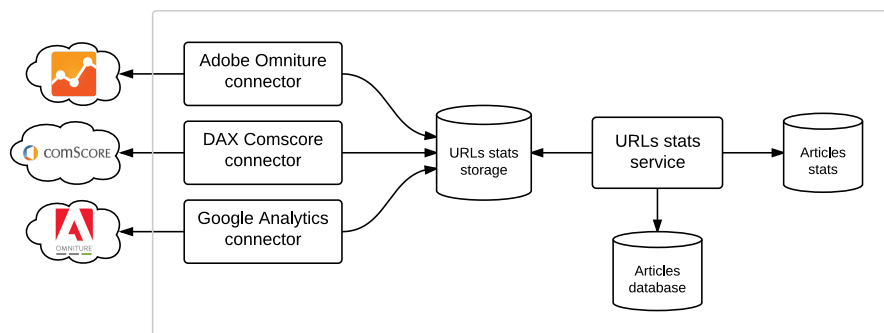 Adobe Omniture
connector
comScore
DAX Comscore
connector
OMNITURE
Google Analytics
connector
URLs stats
storage
URLs stats
service
Articles
stats
Articles
database